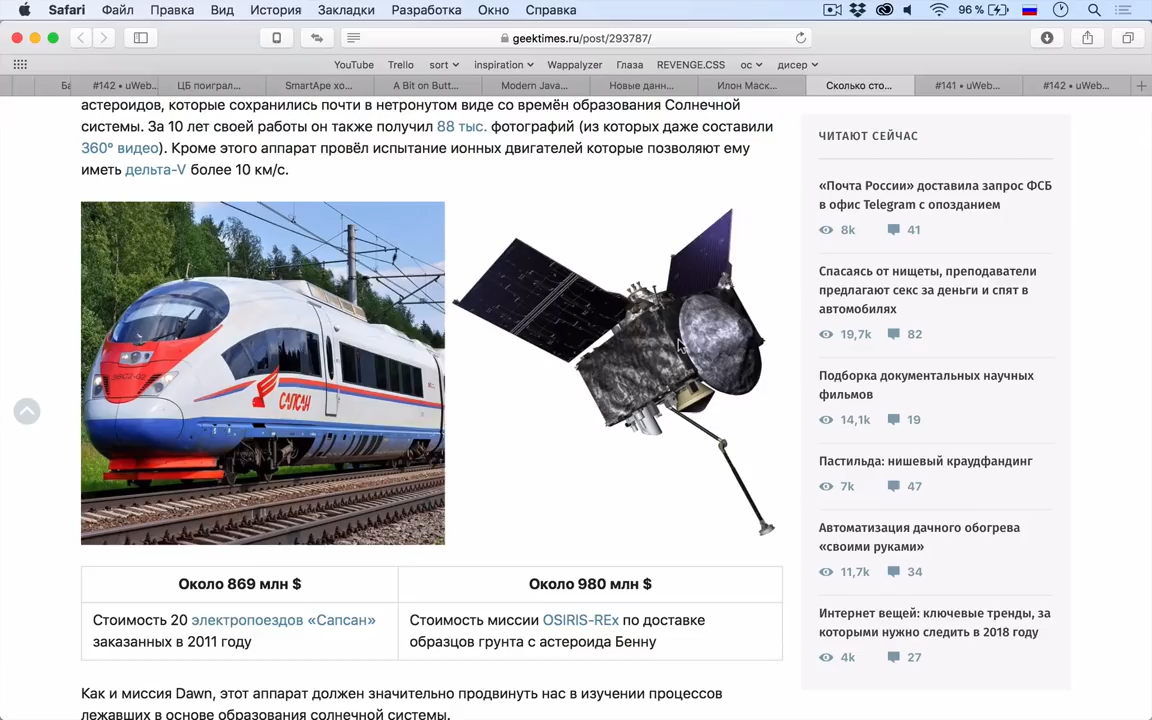 Safari Файл Правка Вид История Закладки Разработка Окно Справка 96 %
geektimes.ru/post/293787/
YouTube Trello sort inspiration Wappalyzer Глаза REVENGE.CSS ос дисер
Ба #142 • uWeb... ЦБ поиграл... SmartApe хо... A Bit on Butt... Modern Java... Новые данн... Илон Маск... Сколько сто... #141 • uWeb... #142 • uWeb...
астероидов, которые сохранились почти в нетронутом виде со времён образования Солнечной
системы. За 10 лет своей работы он также получил 88 тыс. фотографий (из которых даже составили
360° видео). Кроме этого аппарат провёл испытание ионных двигателей которые позволяют ему
иметь дельта-V более 10 км/с.
САПСАН
Около 869 млн $
Около 980 млн $
Стоимость 20 электропоездов «Сапсан»
заказанных в 2011 году
Стоимость миссии OSIRIS-REx по доставке
образцов грунта с астероида Бенну
Как и миссия Dawn, этот аппарат должен значительно продвинуть нас в изучении процессов
лежавших в основе образования солнечной системы.
ЧИТАЮТ СЕЙЧАС
«Почта России» доставила запрос ФСБ
в офис Telegram с опозданием
8k 41
Спасаясь от нищеты, преподаватели
предлагают секс за деньги и спят в
автомобилях
19,7k 82
Подборка документальных научных
фильмов
14,1k 19
Пастильда: нишевый краудфандинг
7k 47
Автоматизация дачного обогрева
«своими руками»
11,7k 34
Интернет вещей: ключевые тренды, за
которыми нужно следить в 2018 году
4k 27